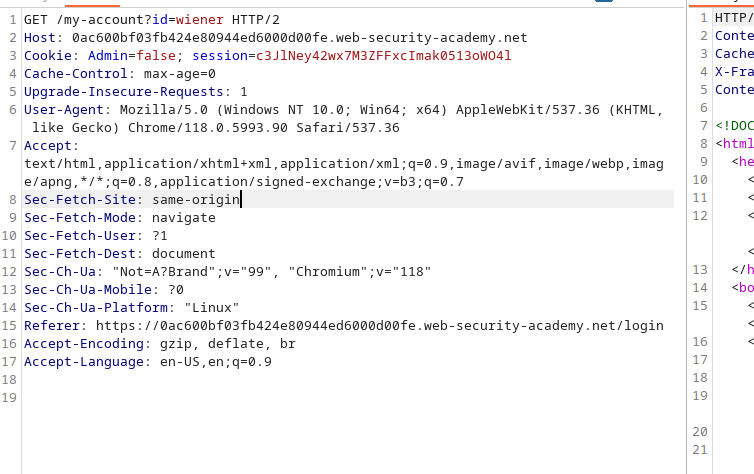 1 GET /my-account?id=wiener HTTP/2
2 Host: 0ac600bf03fb424e80944ed6000d00fe.web-security-academy.net
3 Cookie: Admin=false; session=c3JlNey42wx7M3ZFFxcImak0513oWO4l
4 Cache-Control: max-age=0
5 Upgrade-Insecure-Requests: 1
6 User-Agent: Mozilla/5.0 (Windows NT 10.0; Win64; x64) AppleWebKit/537.36 (KHTML,
like Gecko) Chrome/118.0.5993.90 Safari/537.36
7 Accept:
text/html,application/xhtml+xml,application/xml;q=0.9,image/avif,image/webp,imag
e/apng,*/*;q=0.8,application/signed-exchange;v=b3;q=0.7
8 Sec-Fetch-Site: same-origin
9 Sec-Fetch-Mode: navigate
10 Sec-Fetch-User: ?1
11 Sec-Fetch-Dest: document
12 Sec-Ch-Ua: "Not=A?Brand";v="99", "Chromium";v="118"
13 Sec-Ch-Ua-Mobile: ?0
14 Sec-Ch-Ua-Platform: "Linux"
15 Referer: https://0ac600bf03fb424e80944ed6000d00fe.web-security-academy.net/login
16 Accept-Encoding: gzip, deflate, br
17 Accept-Language: en-US,en;q=0.9
18
19
1 HTTP/
2 Conte
3 Cache
4 X-Fra
5 Conte
6
7 <!DOC
8 <html
9 <he
10 <
11 <
12 <
<
13 </h
14 <bo
15 <
<
16 <
17
18
19
20
21